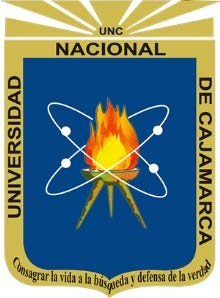 UNC
UNIVERSIDAD
NACIONAL
DE CAJAMARCA
Consagrar la vida a la búsqueda y defensa de la verdad